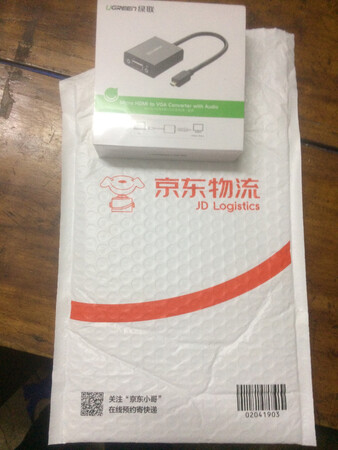 UGREEN 绿联
Micro HDMI to VGA Converter with Audio
京东物流
JD Logistics
关注“京东小哥”
在线预约寄快递
02041903